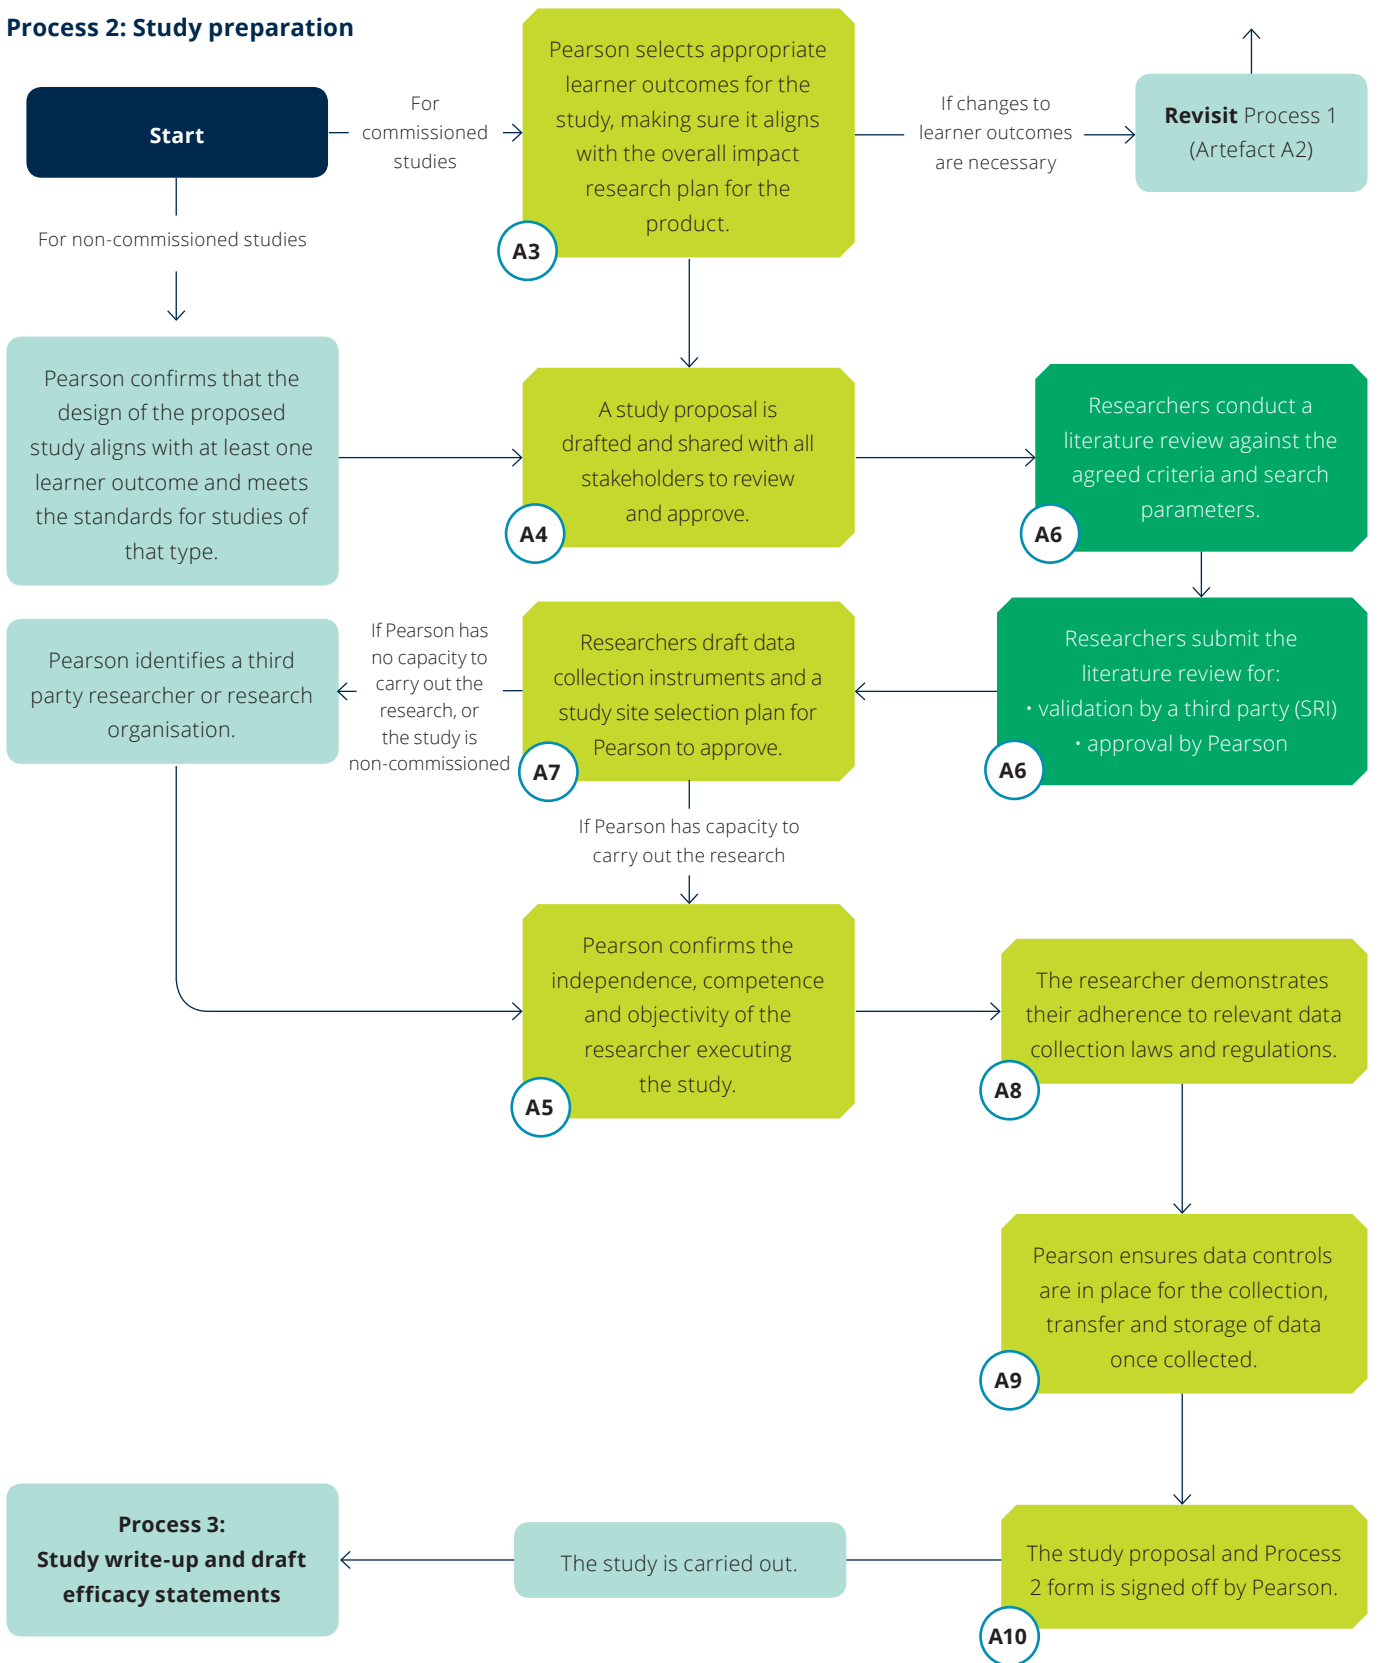 Process 2: Study preparation
Start
For
commissioned
studies
Pearson selects appropriate
learner outcomes for the
study, making sure it aligns
with the overall impact
research plan for the
product.
A3
If changes to
learner outcomes
are necessary
Revisit Process 1
(Artefact A2)
For non-commissioned studies
Pearson confirms that the
design of the proposed
study aligns with at least one
learner outcome and meets
the standards for studies of
that type.
A study proposal is
drafted and shared with all
stakeholders to review
and approve.
A4
Researchers conduct a
literature review against the
agreed criteria and search
parameters.
A6
Researchers submit the
literature review for:
• validation by a third party (SRI)
• approval by Pearson
A6
Researchers draft data
collection instruments and a
study site selection plan for
Pearson to approve.
A7
If Pearson has
no capacity to
carry out the
research, or
the study is
non-commissioned
Pearson identifies a third
party researcher or research
organisation.
If Pearson has capacity to
carry out the research
Pearson confirms the
independence, competence
and objectivity of the
researcher executing
the study.
A5
The researcher demonstrates
their adherence to relevant data
collection laws and regulations.
A8
Pearson ensures data controls
are in place for the collection,
transfer and storage of data
once collected.
A9
The study proposal and Process
2 form is signed off by Pearson.
A10
The study is carried out.
Process 3:
Study write-up and draft
efficacy statements